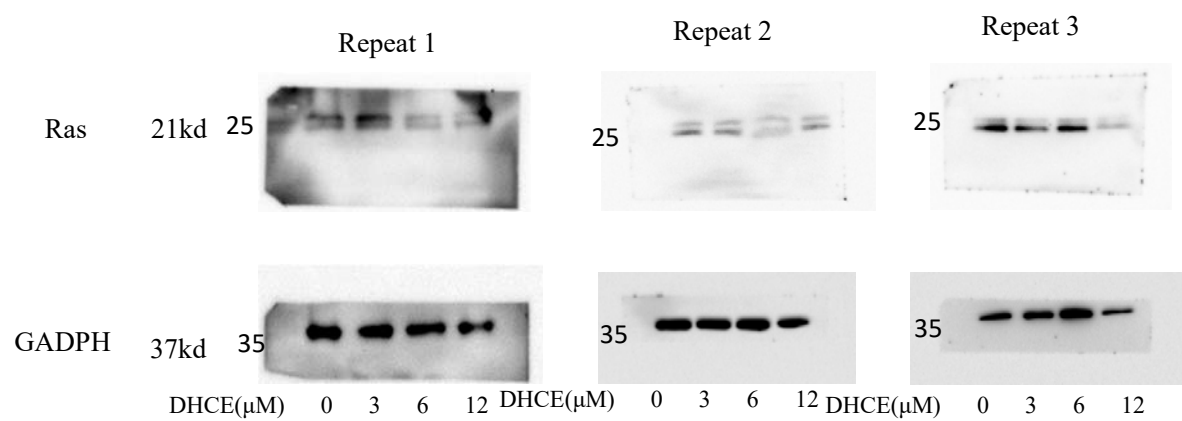 Repeat 1
Repeat 2
Repeat 3
Ras 21kd 25
25
25
GADPH 37kd 35
35
35
DHCE(μM) 0 3 6 12
DHCE(μM) 0 3 6 12
DHCE(μM) 0 3 6 12